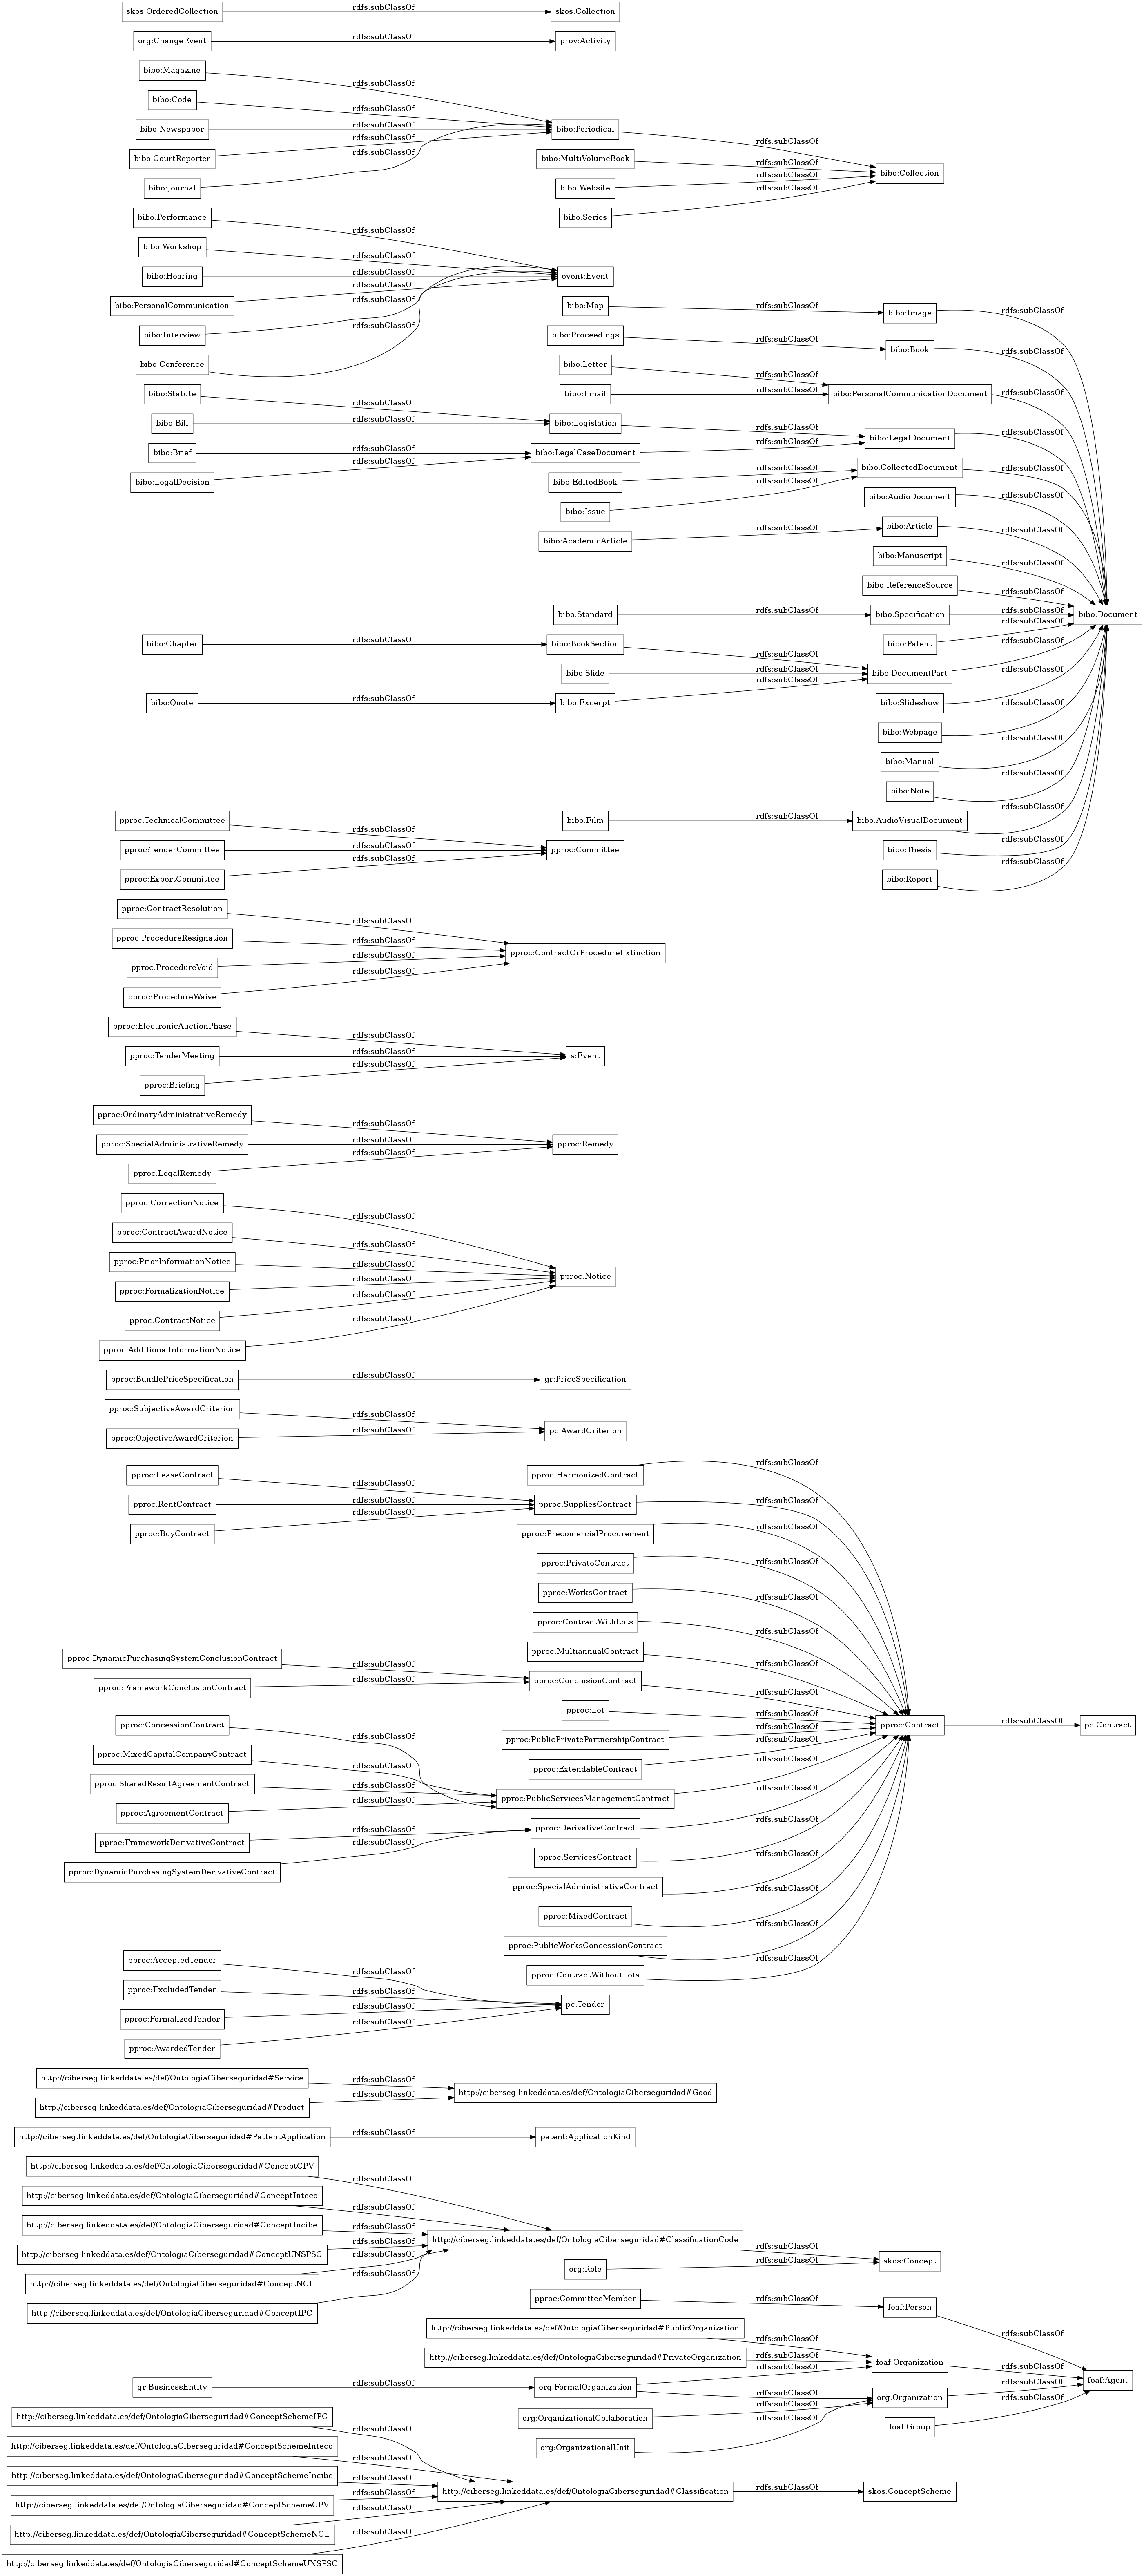 skos:OrderedCollection rdfs:subClassOf skos:Collection
org:ChangeEvent rdfs:subClassOf prov:Activity
bibo:Magazine rdfs:subClassOf
bibo:Code rdfs:subClassOf
bibo:Newspaper rdfs:subClassOf bibo:Periodical rdfs:subClassOf
bibo:CourtReporter rdfs:subClassOf bibo:MultiVolumeBook rdfs:subClassOf
bibo:Journal rdfs:subClassOf bibo:Website rdfs:subClassOf bibo:Collection
bibo:Performance rdfs:subClassOf bibo:Series rdfs:subClassOf
bibo:Workshop rdfs:subClassOf
bibo:Hearing rdfs:subClassOf event:Event
bibo:PersonalCommunication rdfs:subClassOf bibo:Map rdfs:subClassOf bibo:Image rdfs:subClassOf
bibo:Interview rdfs:subClassOf bibo:Proceedings rdfs:subClassOf bibo:Book rdfs:subClassOf
bibo:Conference rdfs:subClassOf bibo:Letter rdfs:subClassOf
bibo:Statute rdfs:subClassOf bibo:Email rdfs:subClassOf bibo:PersonalCommunicationDocument rdfs:subClassOf
bibo:Bill rdfs:subClassOf bibo:Legislation rdfs:subClassOf bibo:LegalDocument rdfs:subClassOf
bibo:Brief rdfs:subClassOf bibo:LegalCaseDocument rdfs:subClassOf
bibo:LegalDecision rdfs:subClassOf bibo:EditedBook rdfs:subClassOf bibo:CollectedDocument rdfs:subClassOf
bibo:Issue rdfs:subClassOf bibo:AudioDocument rdfs:subClassOf
bibo:AcademicArticle rdfs:subClassOf bibo:Article rdfs:subClassOf
bibo:Manuscript rdfs:subClassOf
bibo:ReferenceSource rdfs:subClassOf
bibo:Standard rdfs:subClassOf bibo:Specification rdfs:subClassOf bibo:Document
bibo:Patent rdfs:subClassOf
bibo:Chapter rdfs:subClassOf bibo:BookSection rdfs:subClassOf
bibo:Slide rdfs:subClassOf bibo:DocumentPart rdfs:subClassOf
bibo:Quote rdfs:subClassOf bibo:Excerpt rdfs:subClassOf
bibo:Slideshow rdfs:subClassOf
bibo:Webpage rdfs:subClassOf
bibo:Manual rdfs:subClassOf
bibo:Note rdfs:subClassOf
bibo:Film rdfs:subClassOf bibo:AudioVisualDocument rdfs:subClassOf
bibo:Thesis rdfs:subClassOf
bibo:Report rdfs:subClassOf
pproc:TechnicalCommittee rdfs:subClassOf
pproc:TenderCommittee rdfs:subClassOf pproc:Committee
pproc:ExpertCommittee rdfs:subClassOf
pproc:ContractResolution rdfs:subClassOf
pproc:ProcedureResignation rdfs:subClassOf pproc:ContractOrProcedureExtinction
pproc:ProcedureVoid rdfs:subClassOf
pproc:ProcedureWaive rdfs:subClassOf
pproc:ElectronicAuctionPhase rdfs:subClassOf
pproc:TenderMeeting rdfs:subClassOf s:Event
pproc:Briefing rdfs:subClassOf
pproc:OrdinaryAdministrativeRemedy rdfs:subClassOf
pproc:SpecialAdministrativeRemedy rdfs:subClassOf pproc:Remedy
pproc:LegalRemedy rdfs:subClassOf
pproc:CorrectionNotice rdfs:subClassOf
pproc:ContractAwardNotice rdfs:subClassOf
pproc:PriorInformationNotice rdfs:subClassOf pproc:Notice
pproc:FormalizationNotice rdfs:subClassOf
pproc:ContractNotice rdfs:subClassOf
pproc:AdditionalInformationNotice rdfs:subClassOf
pproc:BundlePriceSpecification rdfs:subClassOf gr:PriceSpecification
pproc:SubjectiveAwardCriterion rdfs:subClassOf pc:AwardCriterion
pproc:ObjectiveAwardCriterion rdfs:subClassOf
pproc:LeaseContract rdfs:subClassOf pproc:HarmonizedContract rdfs:subClassOf
pproc:RentContract rdfs:subClassOf pproc:SuppliesContract rdfs:subClassOf
pproc:BuyContract rdfs:subClassOf pproc:PrecomercialProcurement rdfs:subClassOf
pproc:PrivateContract rdfs:subClassOf
pproc:WorksContract rdfs:subClassOf
pproc:ContractWithLots rdfs:subClassOf
pproc:MultiannualContract rdfs:subClassOf
pproc:DynamicPurchasingSystemConclusionContract rdfs:subClassOf pproc:ConclusionContract rdfs:subClassOf
pproc:FrameworkConclusionContract rdfs:subClassOf
pproc:Lot rdfs:subClassOf
pproc:ConcessionContract rdfs:subClassOf pproc:PublicPrivatePartnershipContract rdfs:subClassOf pproc:Contract rdfs:subClassOf pc:Contract
pproc:MixedCapitalCompanyContract rdfs:subClassOf pproc:ExtendableContract rdfs:subClassOf
pproc:SharedResultAgreementContract rdfs:subClassOf pproc:PublicServicesManagementContract rdfs:subClassOf
pproc:AgreementContract rdfs:subClassOf pproc:DerivativeContract rdfs:subClassOf
pproc:FrameworkDerivativeContract rdfs:subClassOf pproc:ServicesContract rdfs:subClassOf
pproc:DynamicPurchasingSystemDerivativeContract rdfs:subClassOf pproc:SpecialAdministrativeContract rdfs:subClassOf
pproc:MixedContract rdfs:subClassOf
pproc:PublicWorksConcessionContract rdfs:subClassOf
pproc:ContractWithoutLots rdfs:subClassOf
pproc:AcceptedTender rdfs:subClassOf
pproc:ExcludedTender rdfs:subClassOf pc:Tender
pproc:FormalizedTender rdfs:subClassOf
pproc:AwardedTender rdfs:subClassOf
http://ciberseg.linkeddata.es/def/OntologiaCiberseguridad#Service rdfs:subClassOf http://ciberseg.linkeddata.es/def/OntologiaCiberseguridad#Good
http://ciberseg.linkeddata.es/def/OntologiaCiberseguridad#Product rdfs:subClassOf
http://ciberseg.linkeddata.es/def/OntologiaCiberseguridad#PattentApplication rdfs:subClassOf patent:ApplicationKind
http://ciberseg.linkeddata.es/def/OntologiaCiberseguridad#ConceptCPV rdfs:subClassOf
http://ciberseg.linkeddata.es/def/OntologiaCiberseguridad#ConceptInteco rdfs:subClassOf
http://ciberseg.linkeddata.es/def/OntologiaCiberseguridad#ConceptIncibe rdfs:subClassOf http://ciberseg.linkeddata.es/def/OntologiaCiberseguridad#ClassificationCode rdfs:subClassOf
http://ciberseg.linkeddata.es/def/OntologiaCiberseguridad#ConceptUNSPSC rdfs:subClassOf org:Role rdfs:subClassOf skos:Concept
http://ciberseg.linkeddata.es/def/OntologiaCiberseguridad#ConceptNCL rdfs:subClassOf
http://ciberseg.linkeddata.es/def/OntologiaCiberseguridad#ConceptIPC rdfs:subClassOf
pproc:CommitteeMember rdfs:subClassOf foaf:Person rdfs:subClassOf
http://ciberseg.linkeddata.es/def/OntologiaCiberseguridad#PublicOrganization rdfs:subClassOf
http://ciberseg.linkeddata.es/def/OntologiaCiberseguridad#PrivateOrganization rdfs:subClassOf foaf:Organization rdfs:subClassOf
gr:BusinessEntity rdfs:subClassOf org:FormalOrganization rdfs:subClassOf rdfs:subClassOf org:Organization rdfs:subClassOf foaf:Agent
org:OrganizationalCollaboration rdfs:subClassOf foaf:Group rdfs:subClassOf
org:OrganizationalUnit rdfs:subClassOf
http://ciberseg.linkeddata.es/def/OntologiaCiberseguridad#ConceptSchemeIPC rdfs:subClassOf
http://ciberseg.linkeddata.es/def/OntologiaCiberseguridad#ConceptSchemeInteco rdfs:subClassOf
http://ciberseg.linkeddata.es/def/OntologiaCiberseguridad#ConceptSchemeIncibe rdfs:subClassOf http://ciberseg.linkeddata.es/def/OntologiaCiberseguridad#Classification rdfs:subClassOf skos:ConceptScheme
http://ciberseg.linkeddata.es/def/OntologiaCiberseguridad#ConceptSchemeCPV rdfs:subClassOf
http://ciberseg.linkeddata.es/def/OntologiaCiberseguridad#ConceptSchemeNCL rdfs:subClassOf
http://ciberseg.linkeddata.es/def/OntologiaCiberseguridad#ConceptSchemeUNSPSC rdfs:subClassOf